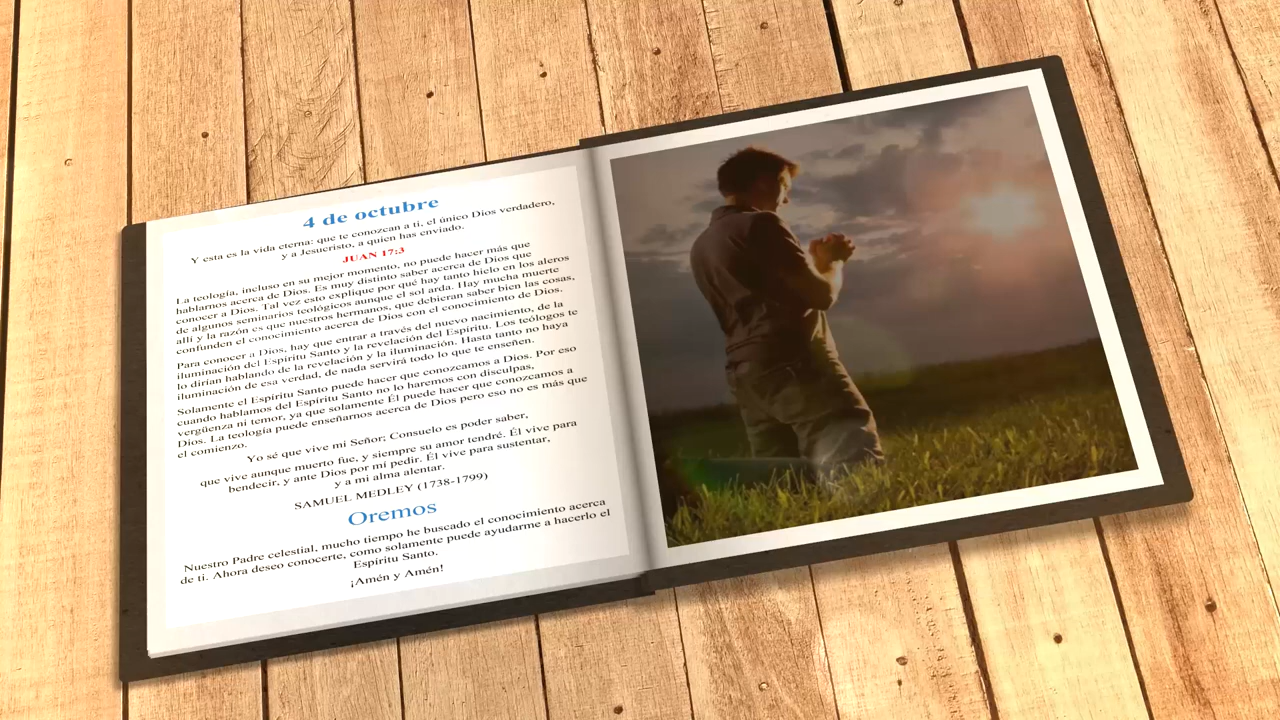 4 de octubre
Y esta es la vida eterna: que te conozcan a ti, el único Dios verdadero,
y a Jesucristo, a quien has enviado.
JUAN 17:3
La teología, incluso en su mejor momento, no puede hacer más que
hablarnos acerca de Dios. Es muy distinto saber acerca de Dios que
conocer a Dios. Tal vez esto explique por qué hay tanto hielo en los aleros
de algunos seminarios teológicos aunque el sol arda. Hay mucha muerte
allí y la razón es que nuestros hermanos, que debieran saber bien las cosas,
confunden el conocimiento acerca de Dios con el conocimiento de Dios.
Para conocer a Dios, hay que entrar a través del nuevo nacimiento, de la
iluminación del Espíritu Santo y la revelación del Espíritu. Los teólogos te
lo dirían hablando de la revelación y la iluminación. Hasta tanto no haya
iluminación de esa verdad, de nada servirá todo lo que te enseñen.
Solamente el Espíritu Santo puede hacer que conozcamos a Dios. Por eso
cuando hablamos del Espíritu Santo no lo haremos con disculpas,
vergüenza ni temor, ya que solamente Él puede hacer que conozcamos a
Dios. La teología puede enseñarnos acerca de Dios pero eso no es más que
el comienzo.
Yo sé que vive mi Señor; Consuelo es poder saber,
que vive aunque muerto fue, y siempre su amor tendré. Él vive para
bendecir, y ante Dios por mí pedir. Él vive para sustentar,
y a mi alma alentar.
SAMUEL MEDLEY (1738-1799)
Oremos
Nuestro Padre celestial, mucho tiempo he buscado el conocimiento acerca
de ti. Ahora deseo conocerte, como solamente puede ayudarme a hacerlo el
Espíritu Santo.
¡Amén y Amén!